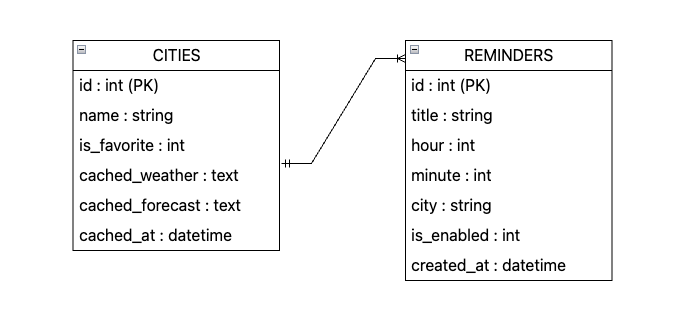 CITIES
id : int (PK)
name : string
is_favorite : int
cached_weather : text
cached_forecast : text
cached_at : datetime
REMINDERS
id : int (PK)
title : string
hour : int
minute : int
city : string
is_enabled : int
created_at : datetime